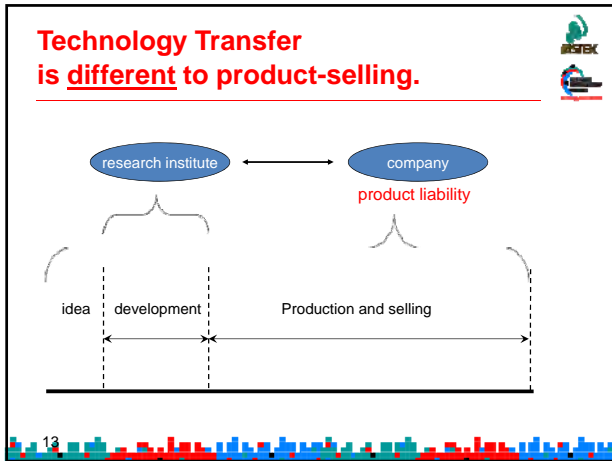 Technology Transfer
is different to product-selling.
research institute
company
product liability
idea
development
Production and selling
13